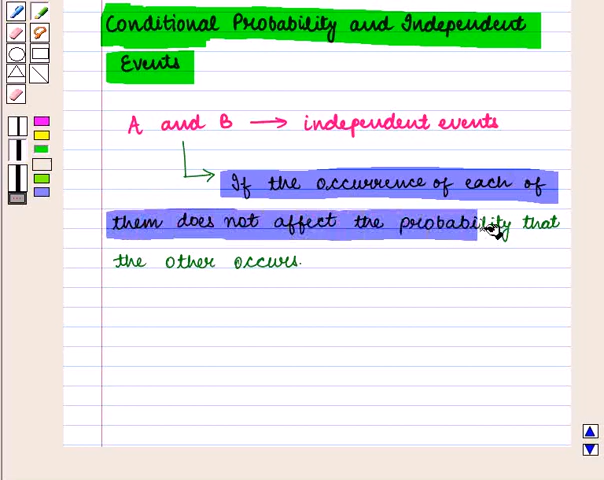 Conditional Probability and Independent
Events
A and B → independent events
If the occurrence of each of
them does not affect the probability that
the other occurs.